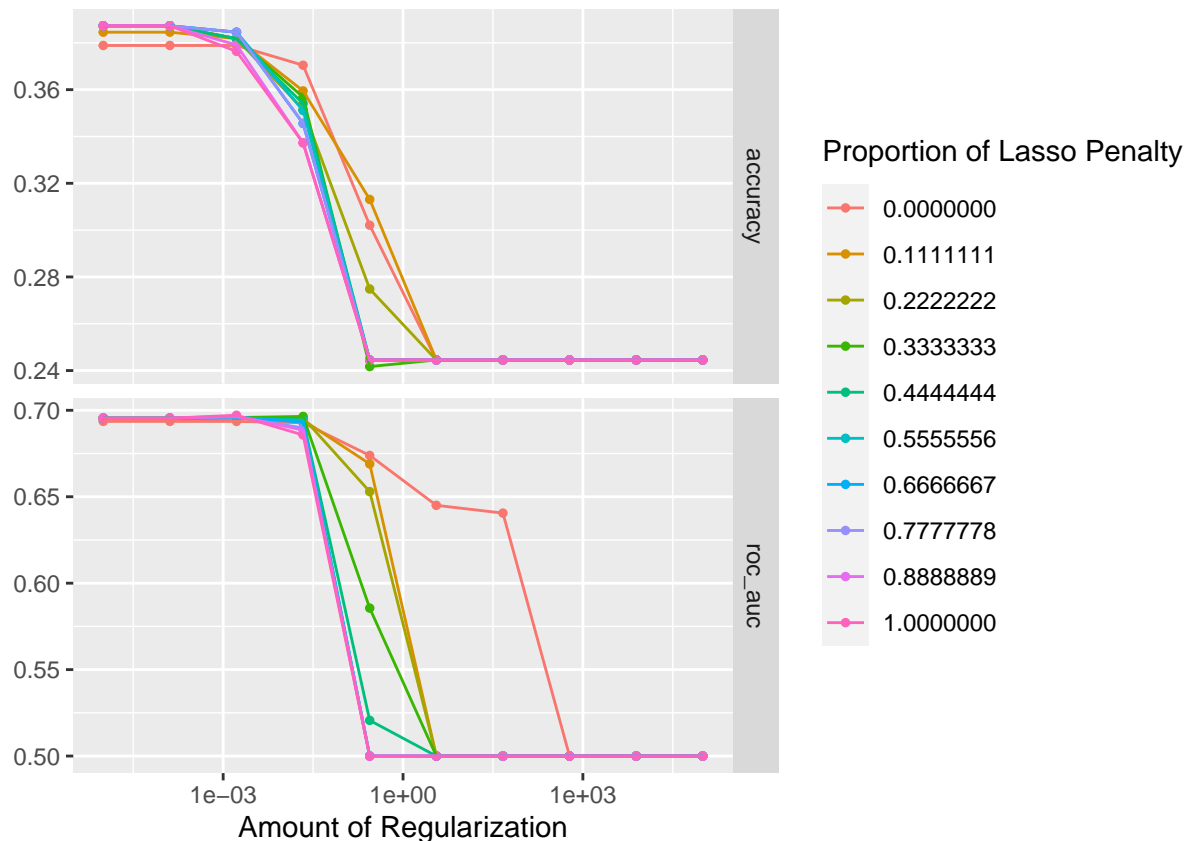 0.36
0.32
0.28
0.24
accuracy
0.70
0.65
0.60
0.55
0.50
roc_auc
1e−03
1e+00
1e+03
Amount of Regularization
Proportion of Lasso Penalty
0.0000000
0.1111111
0.2222222
0.3333333
0.4444444
0.5555556
0.6666667
0.7777778
0.8888889
1.0000000